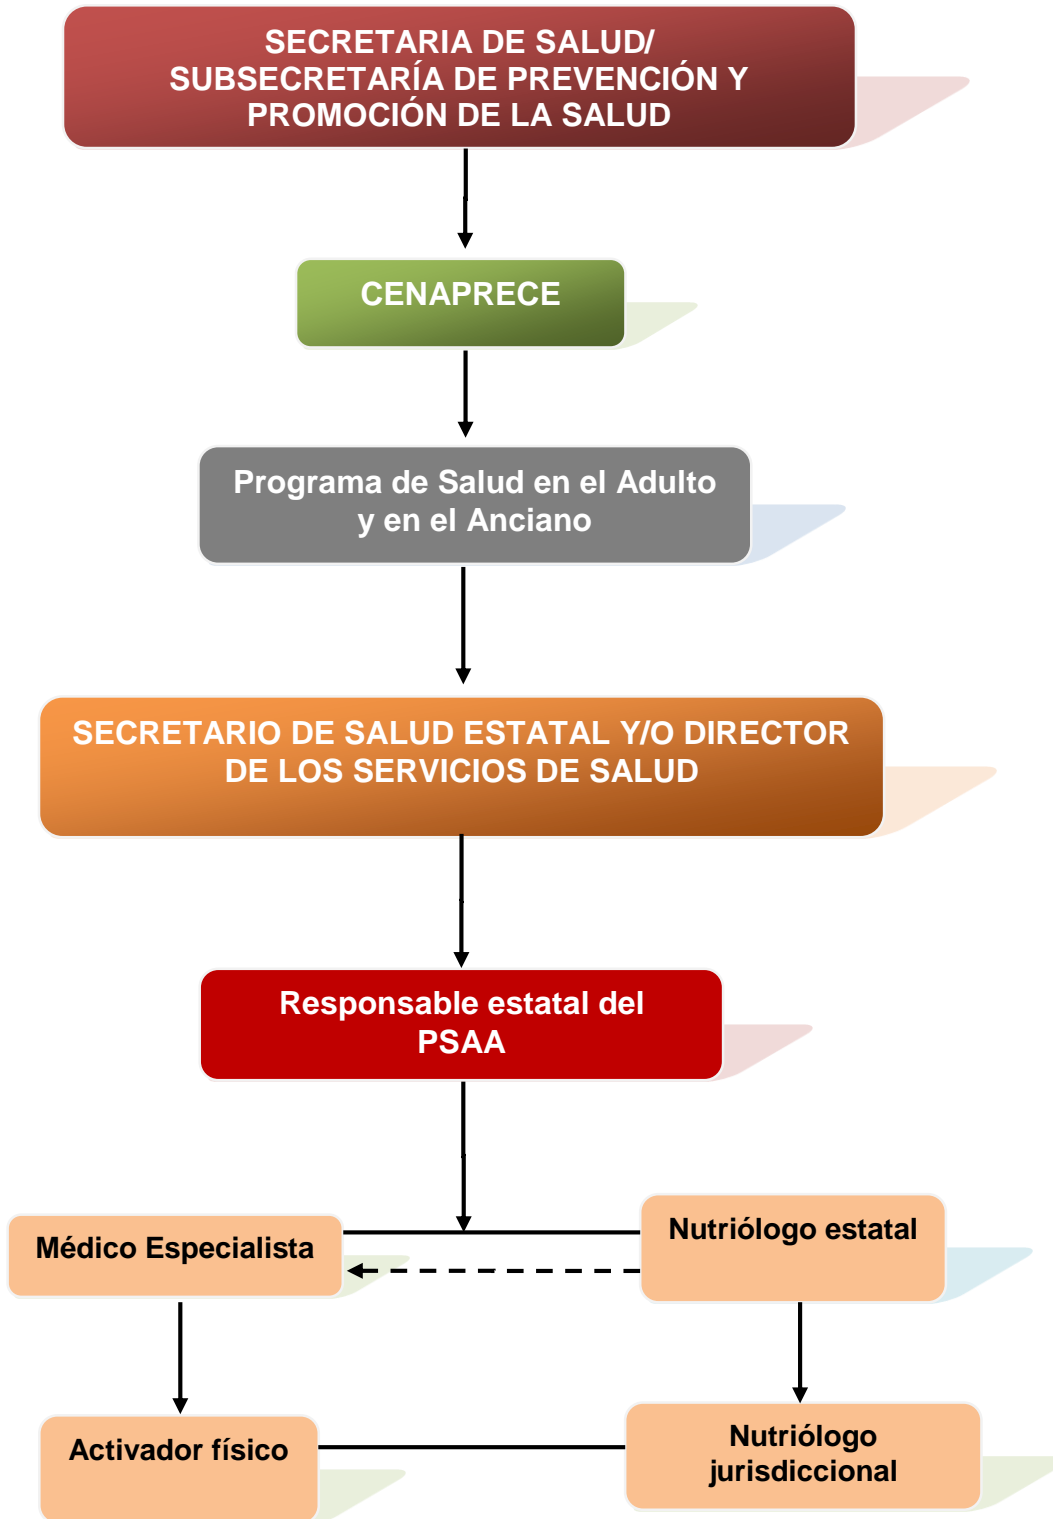 SECRETARIA DE SALUD/
SUBSECRETARÍA DE PREVENCIÓN Y
PROMOCIÓN DE LA SALUD
CENAPRECE
Programa de Salud en el Adulto
y en el Anciano
SECRETARIO DE SALUD ESTATAL Y/O DIRECTOR
DE LOS SERVICIOS DE SALUD
Responsable estatal del
PSAA
Médico Especialista
Nutriólogo estatal
Activador físico
Nutriólogo
jurisdiccional